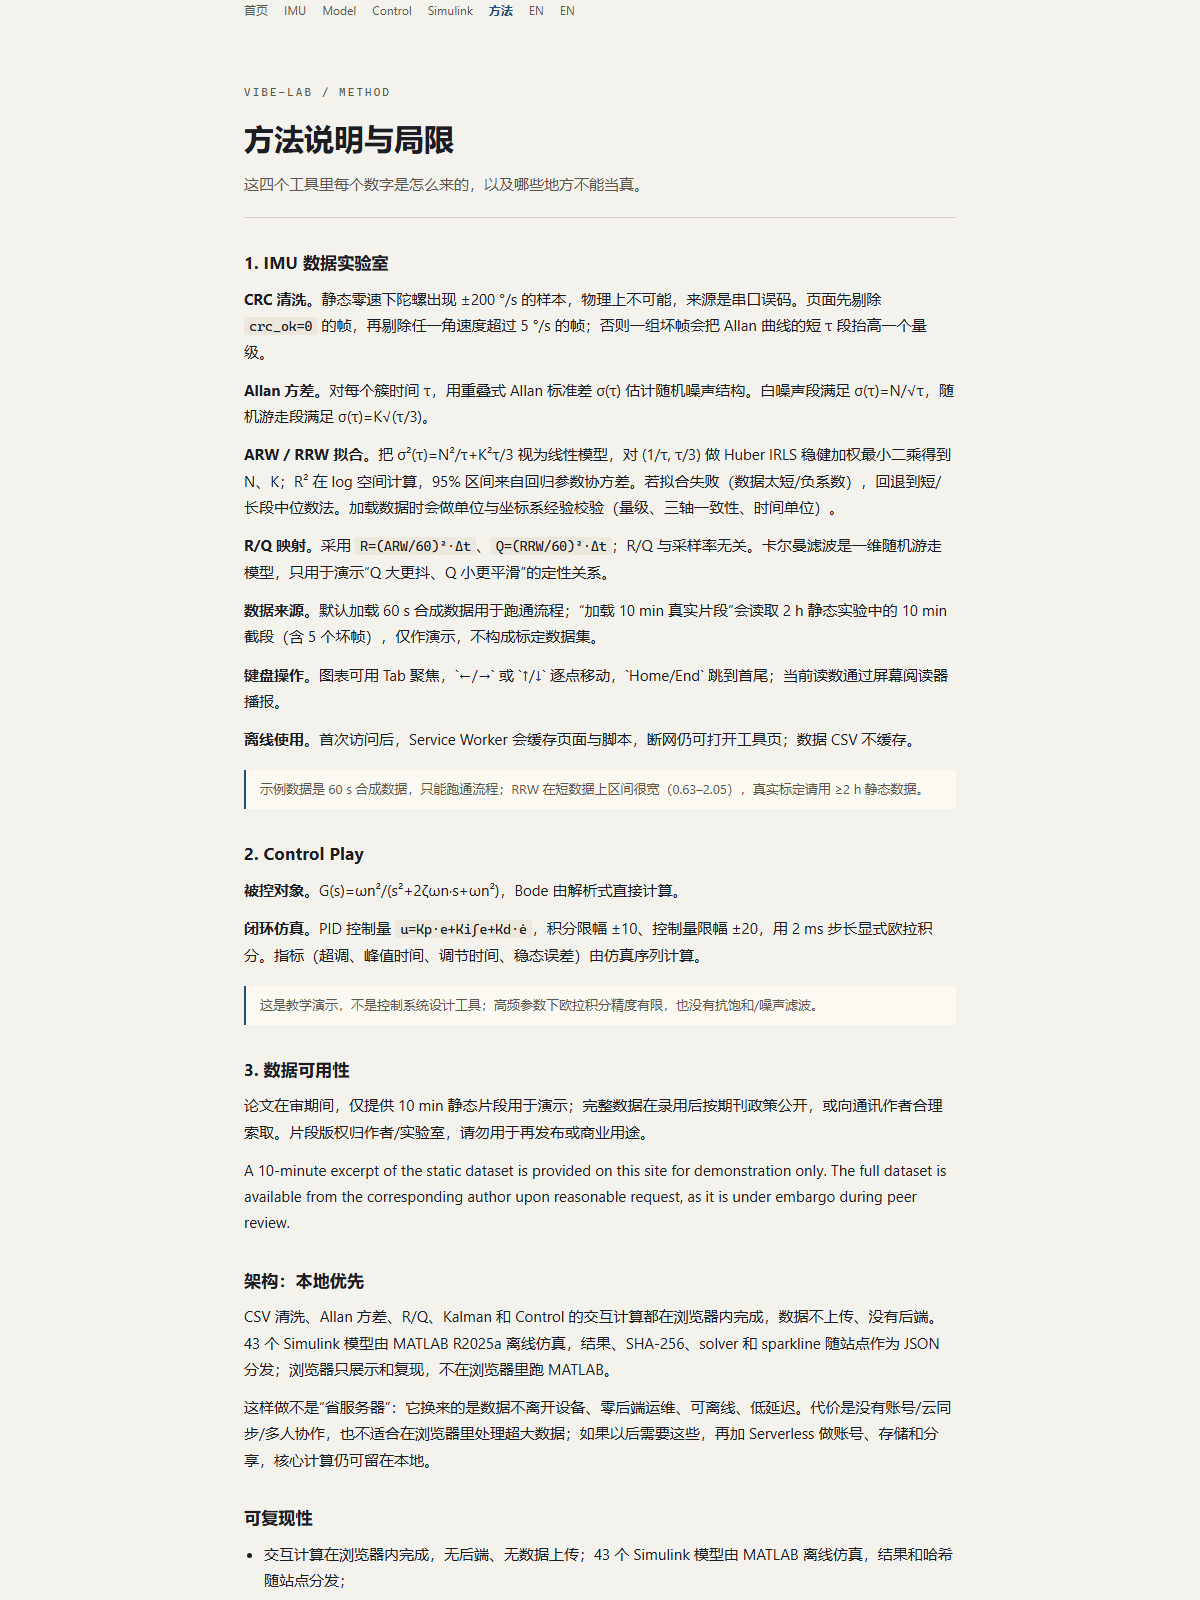 首页 IMU Model Control Simulink 方法 EN EN
VIBE-LAB / METHOD
方法说明与局限
这四个工具里每个数字是怎么来的，以及哪些地方不能当真。
1. IMU 数据实验室
CRC 清洗。静态零速下陀螺出现 ±200 °/s 的样本，物理上不可能，来源是串口误码。页面先剔除
crc_ok=0 的帧，再剔除任一角速度超过 5 °/s 的帧；否则一组坏帧会把 Allan 曲线的短 τ 段抬高一个量
级。
Allan 方差。对每个簇时间 τ，用重叠式 Allan 标准差 σ(τ) 估计随机噪声结构。白噪声段满足 σ(τ)=N/√τ，随
机游走段满足 σ(τ)=K√(τ/3)。
ARW / RRW 拟合。把 σ²(τ)=N²/τ+K²τ/3 视为线性模型，对 (1/τ, τ/3) 做 Huber IRLS 稳健加权最小二乘得到
N、K；R² 在 log 空间计算，95% 区间来自回归参数协方差。若拟合失败（数据太短/负系数），回退到短/
长段中位数法。加载数据时会做单位与坐标系经验校验（量级、三轴一致性、时间单位）。
R/Q 映射。采用 R=(ARW/60)²·Δt 、 Q=(RRW/60)²·Δt ；R/Q 与采样率无关。卡尔曼滤波是一维随机游走
模型，只用于演示“Q 大更抖、Q 小更平滑”的定性关系。
数据来源。默认加载 60 s 合成数据用于跑通流程；“加载 10 min 真实片段”会读取 2 h 静态实验中的 10 min
截段（含 5 个坏帧），仅作演示，不构成标定数据集。
键盘操作。图表可用 Tab 聚焦，`←/→` 或 `↑/↓` 逐点移动，`Home/End` 跳到首尾；当前读数通过屏幕阅读器
播报。
离线使用。首次访问后，Service Worker 会缓存页面与脚本，断网仍可打开工具页；数据 CSV 不缓存。
示例数据是 60 s 合成数据，只能跑通流程；RRW 在短数据上区间很宽（0.63–2.05），真实标定请用 ≥2 h 静态数据。
2. Control Play
被控对象。G(s)=ωn²/(s²+2ζωn·s+ωn²)，Bode 由解析式直接计算。
闭环仿真。PID 控制量 u=Kp·e+Ki∫e+Kd·ė ，积分限幅 ±10、控制量限幅 ±20，用 2 ms 步长显式欧拉积
分。指标（超调、峰值时间、调节时间、稳态误差）由仿真序列计算。
这是教学演示，不是控制系统设计工具；高频参数下欧拉积分精度有限，也没有抗饱和/噪声滤波。
3. 数据可用性
论文在审期间，仅提供 10 min 静态片段用于演示；完整数据在录用后按期刊政策公开，或向通讯作者合理
索取。片段版权归作者/实验室，请勿用于再发布或商业用途。
A 10-minute excerpt of the static dataset is provided on this site for demonstration only. The full dataset is
available from the corresponding author upon reasonable request, as it is under embargo during peer
review.
架构：本地优先
CSV 清洗、Allan 方差、R/Q、Kalman 和 Control 的交互计算都在浏览器内完成，数据不上传、没有后端。
43 个 Simulink 模型由 MATLAB R2025a 离线仿真，结果、SHA-256、solver 和 sparkline 随站点作为 JSON
分发；浏览器只展示和复现，不在浏览器里跑 MATLAB。
这样做不是“省服务器”：它换来的是数据不离开设备、零后端运维、可离线、低延迟。代价是没有账号/云同
步/多人协作，也不适合在浏览器里处理超大数据；如果以后需要这些，再加 Serverless 做账号、存储和分
享，核心计算仍可留在本地。
可复现性
• 交互计算在浏览器内完成，无后端、无数据上传；43 个 Simulink 模型由 MATLAB 离线仿真，结果和哈希
随站点分发；